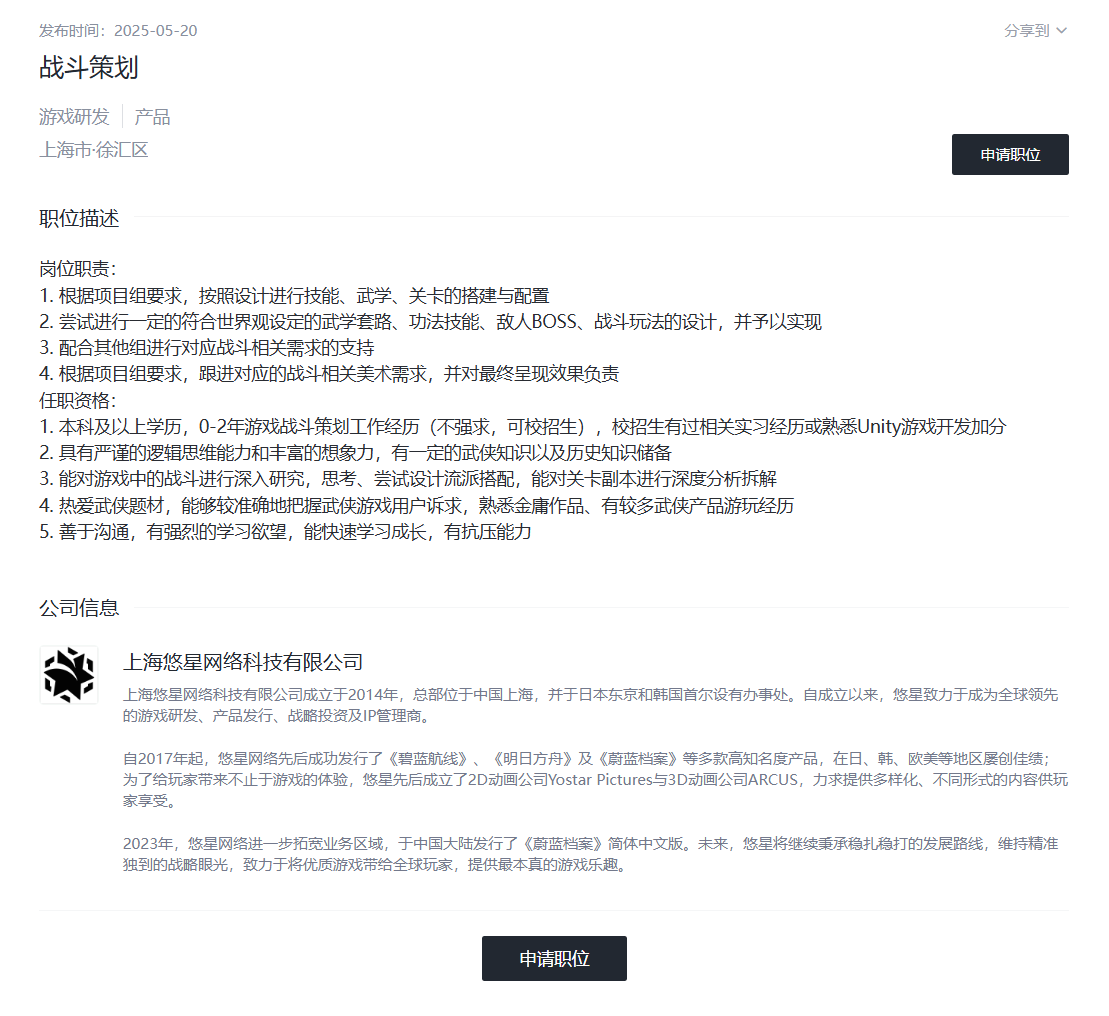 发布时间：2025-05-20
分享到
战斗策划
游戏研发 产品
上海市·徐汇区
申请职位
职位描述
岗位职责：
1. 根据项目组要求，按照设计进行技能、武学、关卡的搭建与配置
2. 尝试进行一定的符合世界观设定的武学套路、功法技能、敌人BOSS、战斗玩法的设计，并予以实现
3. 配合其他组进行对应战斗相关需求的支持
4. 根据项目组要求，跟进对应的战斗相关美术需求，并对最终呈现效果负责
任职资格：
1. 本科及以上学历，0-2年游戏战斗策划工作经历（不强求，可校招生），校招生有过相关实习经历或熟悉Unity游戏开发加分
2. 具有严谨的逻辑思维能力和丰富的想象力，有一定的武侠知识以及历史知识储备
3. 能对游戏中的战斗进行深入研究，思考、尝试设计流派搭配，能对关卡副本进行深度分析拆解
4. 热爱武侠题材，能够较准确地把握武侠游戏用户诉求，熟悉金庸作品、有较多武侠产品游玩经历
5. 善于沟通，有强烈的学习欲望，能快速学习成长，有抗压能力
公司信息
上海悠星网络科技有限公司
上海悠星网络科技有限公司成立于2014年，总部位于中国上海，并于日本东京和韩国首尔设有办事处。自成立以来，悠星致力于成为全球领先
的游戏研发、产品发行、战略投资及IP管理商。
自2017年起，悠星网络先后成功发行了《碧蓝航线》、《明日方舟》及《蔚蓝档案》等多款高知名度产品，在日、韩、欧美等地区屡创佳绩；
为了给玩家带来不止于游戏的体验，悠星先后成立了2D动画公司Yostar Pictures与3D动画公司ARCUS，力求提供多样化、不同形式的内容供玩
家享受。
2023年，悠星网络进一步拓宽业务区域，于中国大陆发行了《蔚蓝档案》简体中文版。未来，悠星将继续秉承稳扎稳打的发展路线，维持精准
独到的战略眼光，致力于将优质游戏带给全球玩家，提供最本真的游戏乐趣。
申请职位